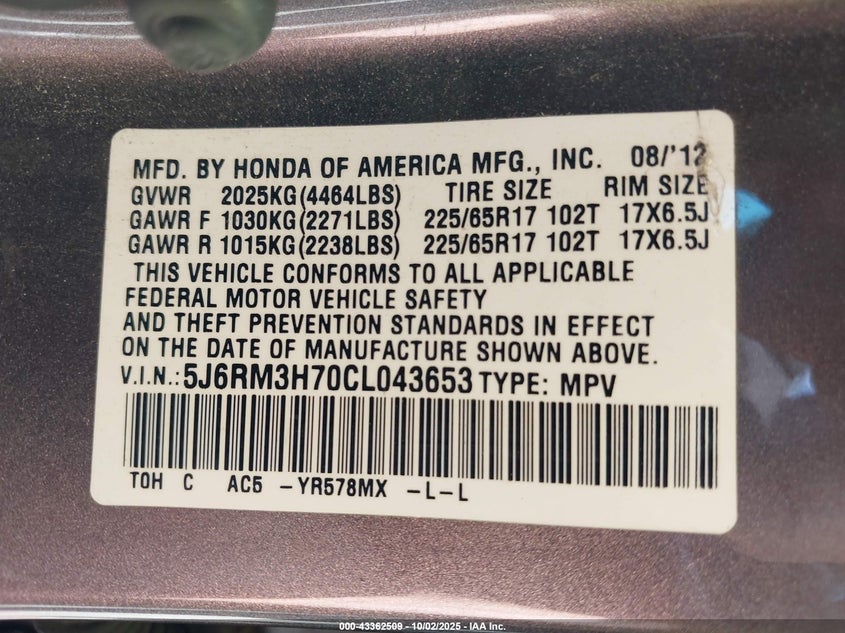 MFD. BY HONDA OF AMERICA MFG., INC. 08/'12
GVWR 2025KG(4464LBS) TIRE SIZE RIM SIZE
GAWR F 1030KG(2271LBS) 225/65R17 102T 17X6.5J
GAWR R 1015KG(2238LBS) 225/65R17 102T 17X6.5J
THIS VEHICLE CONFORMS TO ALL APPLICABLE
FEDERAL MOTOR VEHICLE SAFETY
AND THEFT PREVENTION STANDARDS IN EFFECT
ON THE DATE OF MANUFACTURE SHOWN ABOVE.
V.I.N.: 5J6RM3H70CL043653 TYPE: MPV
TOH C AC5 -YR578MX -L-L
000-43362509 - 10/02/2025 - IAA Inc.